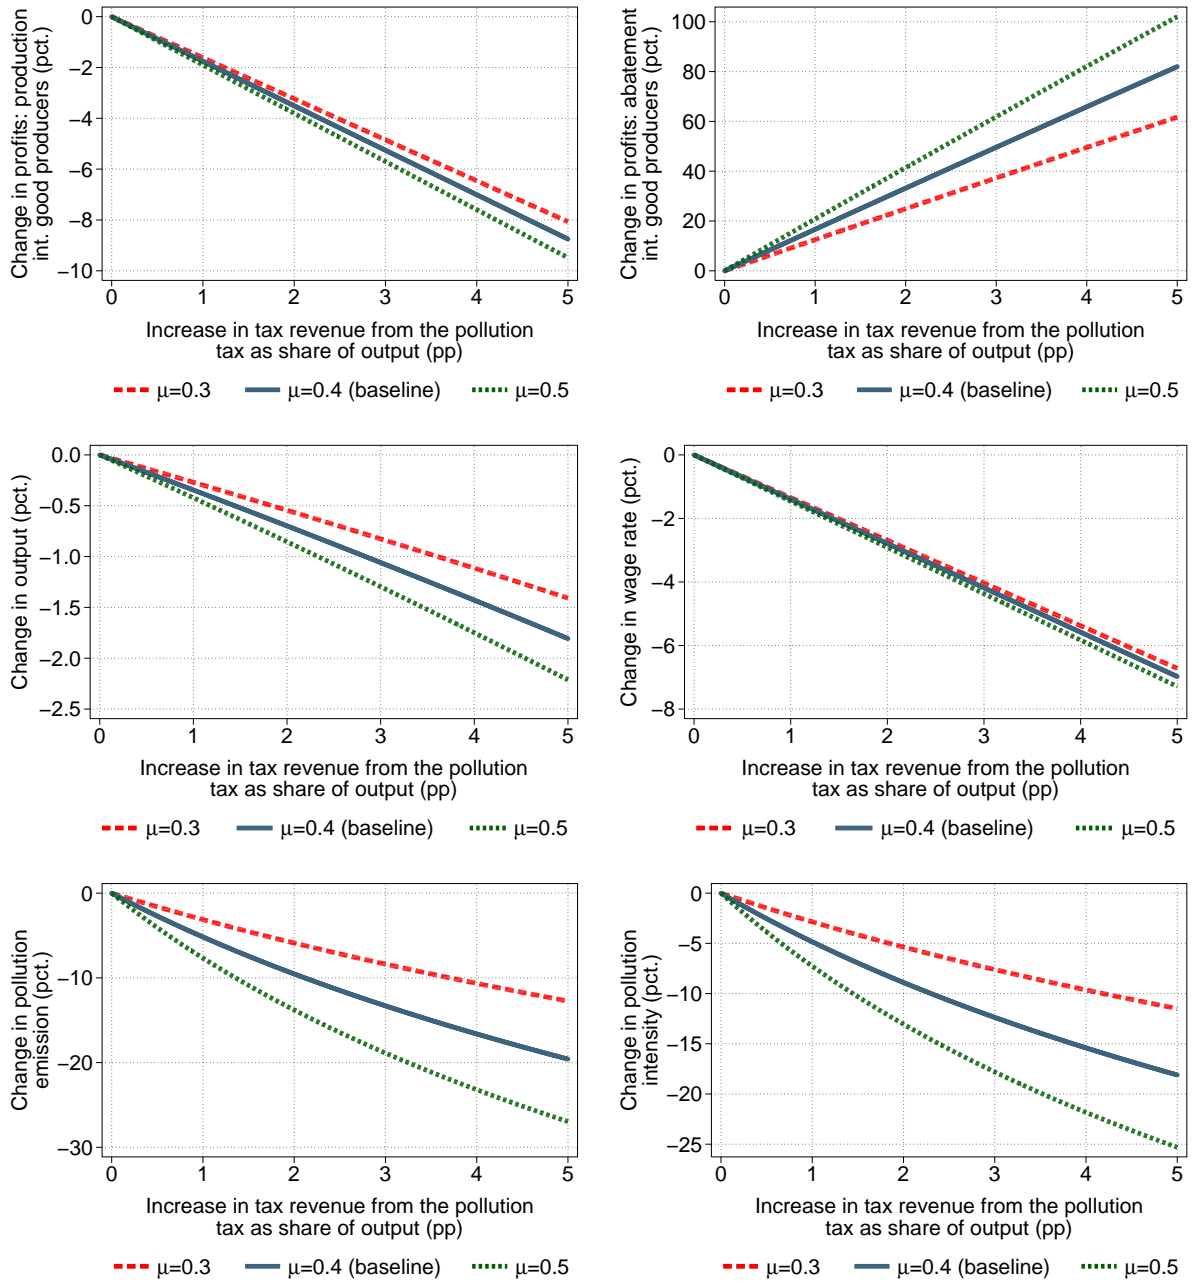 Change in profits: production
int. good producers (pct.)
0
−2
−4
−6
−8
−10
0 1 2 3 4 5
Increase in tax revenue from the pollution
tax as share of output (pp)
μ=0.3 μ=0.4 (baseline) μ=0.5
Change in profits: abatement
int. good producers (pct.)
100
80
60
40
20
0
0 1 2 3 4 5
Increase in tax revenue from the pollution
tax as share of output (pp)
μ=0.3 μ=0.4 (baseline) μ=0.5
Change in output (pct.)
0.0
−0.5
−1.0
−1.5
−2.0
−2.5
0 1 2 3 4 5
Increase in tax revenue from the pollution
tax as share of output (pp)
μ=0.3 μ=0.4 (baseline) μ=0.5
Change in wage rate (pct.)
0
−2
−4
−6
−8
0 1 2 3 4 5
Increase in tax revenue from the pollution
tax as share of output (pp)
μ=0.3 μ=0.4 (baseline) μ=0.5
Change in pollution
emission (pct.)
0
−10
−20
−30
0 1 2 3 4 5
Increase in tax revenue from the pollution
tax as share of output (pp)
μ=0.3 μ=0.4 (baseline) μ=0.5
Change in pollution
intensity (pct.)
0
−5
−10
−15
−20
−25
0 1 2 3 4 5
Increase in tax revenue from the pollution
tax as share of output (pp)
μ=0.3 μ=0.4 (baseline) μ=0.5